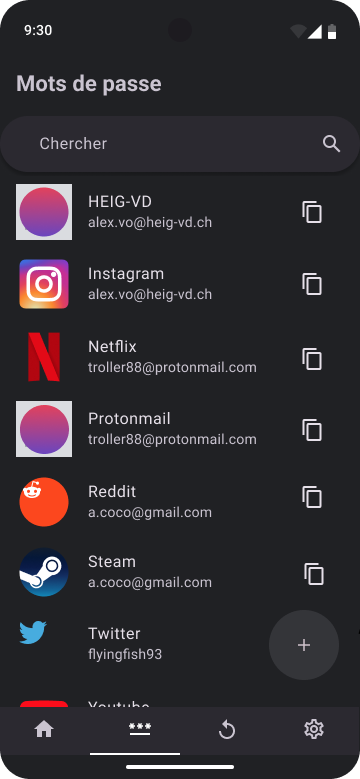 9:30
Mots de passe
Chercher
HEIG-VD
alex.vo@heig-vd.ch
Instagram
alex.vo@heig-vd.ch
Netflix
troller88@protonmail.com
Protonmail
troller88@protonmail.com
Reddit
a.coco@gmail.com
Steam
a.coco@gmail.com
Twitter
flyingfish93
Youtube